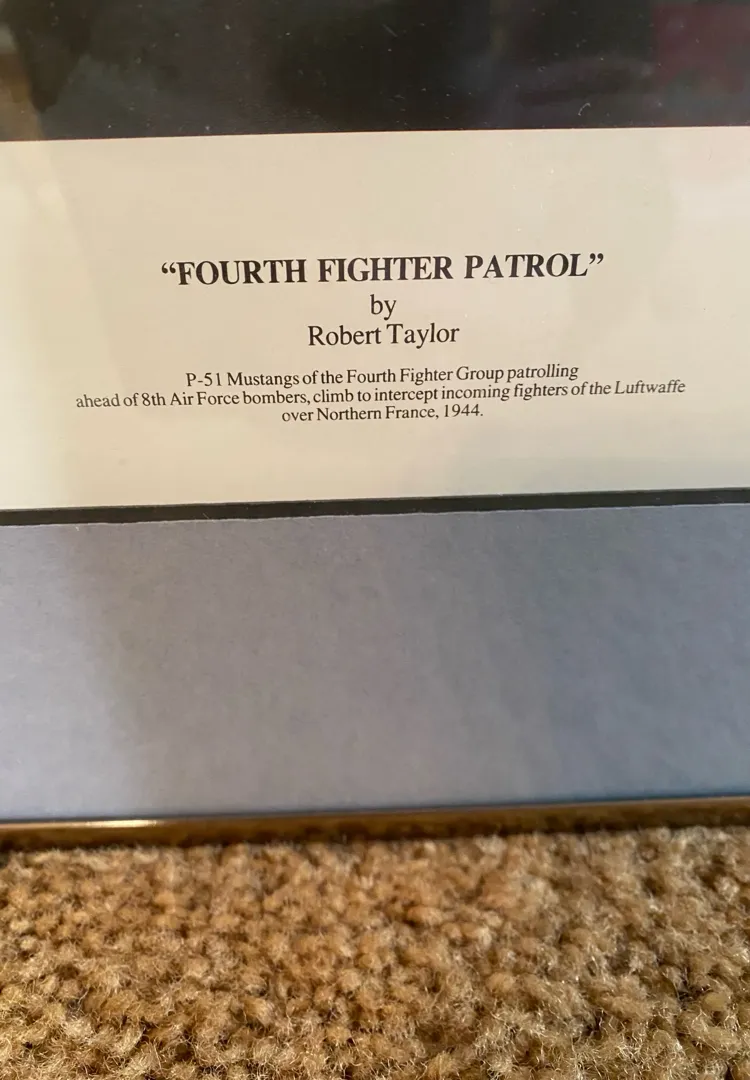 “FOURTH FIGHTER PATROL”
by
Robert Taylor
P-51 Mustangs of the Fourth Fighter Group patrolling
ahead of 8th Air Force bombers, climb to intercept incoming fighters of the Luftwaffe
over Northern France, 1944.